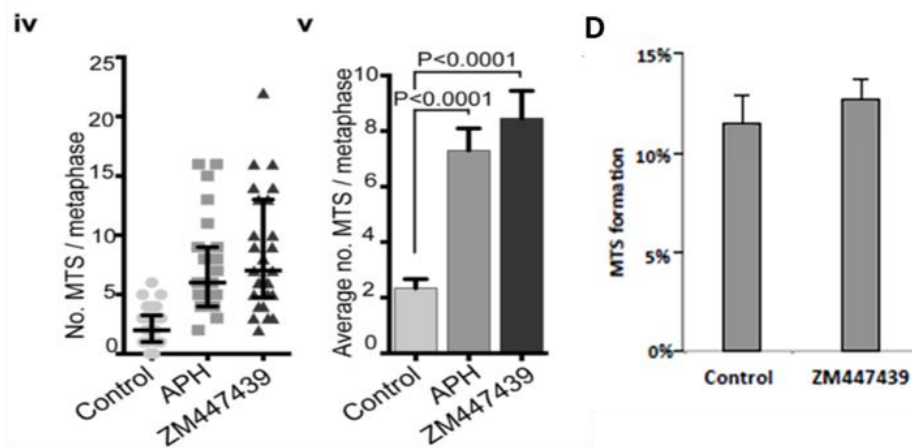 iv
No. MTS / metaphase
25
20
15
10
5
0
Control
APH
ZM447439
v
Average no. MTS / metaphase
10
8
6
4
2
0
P<0.0001
P<0.0001
Control
APH
ZM447439
D
MTS formation
15%
10%
5%
0%
Control
ZM447439